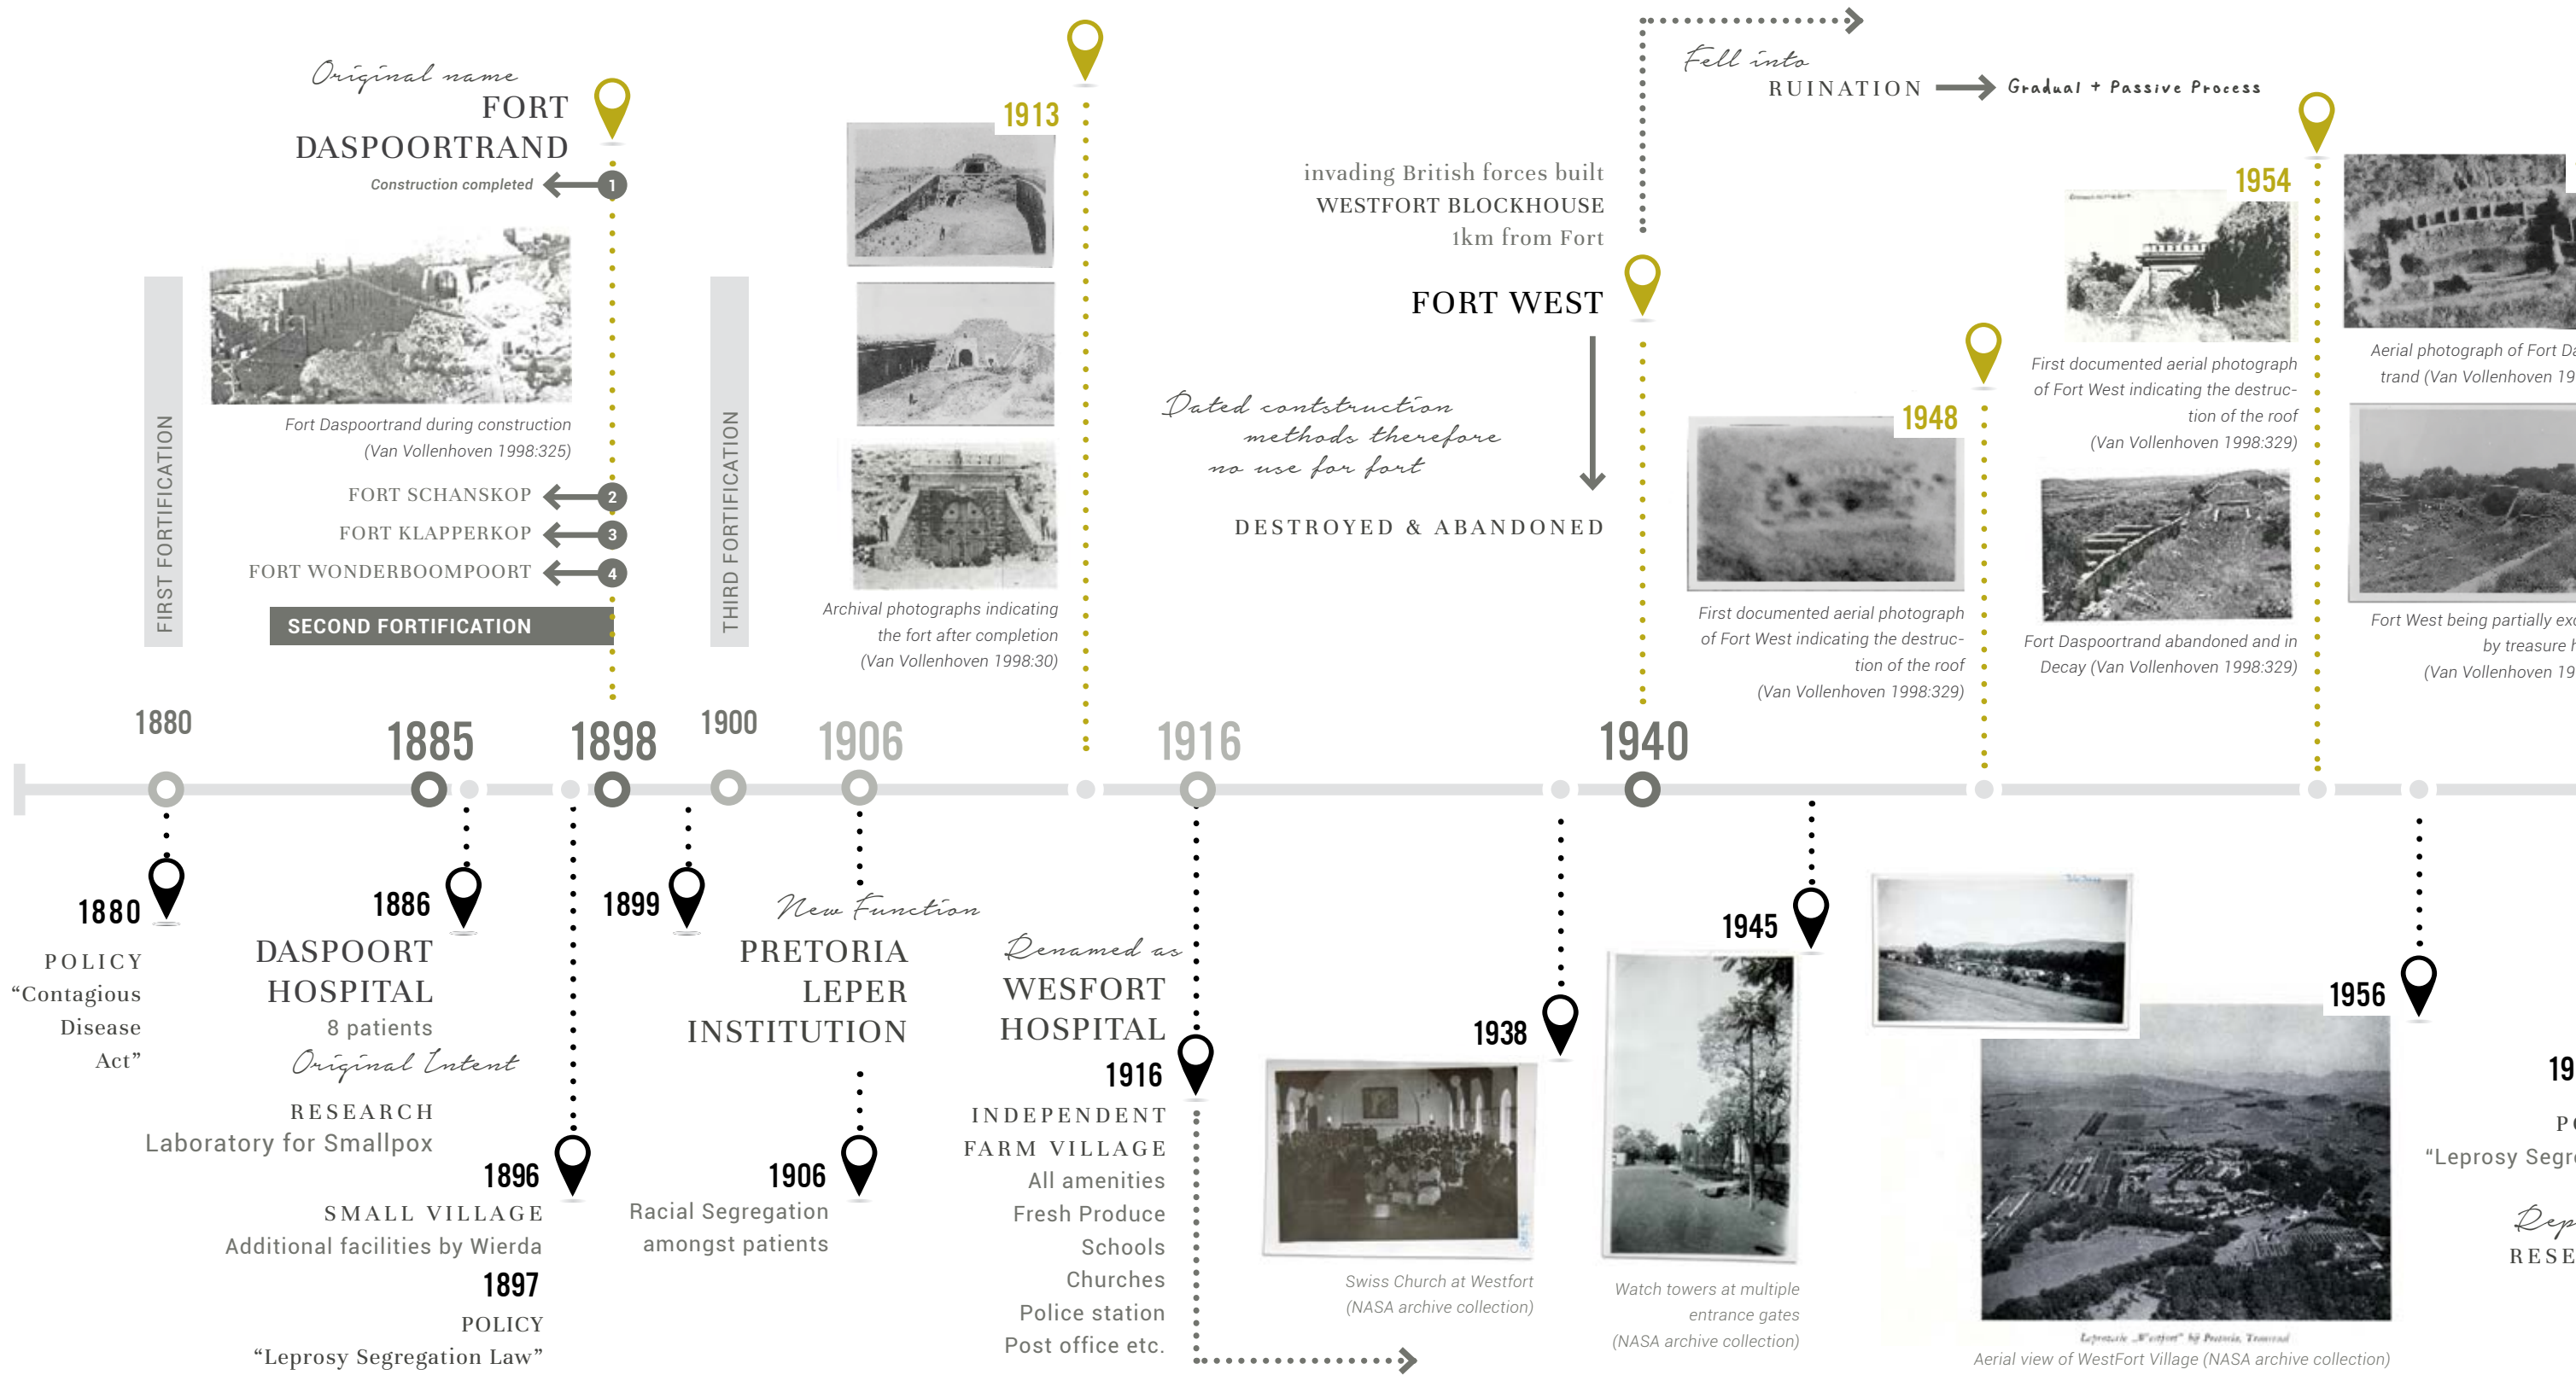 Original name
FORT
DASPOORTRAND
Construction completed
1
Fort Daspoortrand during construction
(Van Vollenhoven 1998:325)
FORT SCHANSKOP
2
FORT KLAPPERKOP
3
FORT WONDERBOOMPOORT
4
SECOND FORTIFICATION
FIRST FORTIFICATION
THIRD FORTIFICATION
1913
Archival photographs indicating
the fort after completion
(Van Vollenhoven 1998:30)
invading British forces built
WESTFORT BLOCKHOUSE
1km from Fort
FORT WEST
Dated contstruction
methods therefore
no use for fort
DESTROYED & ABANDONED
Fell into
RUINATION
Gradual + Passive Process
1948
First documented aerial photograph
of Fort West indicating the destruc-
tion of the roof
(Van Vollenhoven 1998:329)
1954
First documented aerial photograph
of Fort West indicating the destruc-
tion of the roof
(Van Vollenhoven 1998:329)
Fort Daspoortrand abandoned and in
Decay (Van Vollenhoven 1998:329)
Aerial photograph of Fort Da
trand (Van Vollenhoven 19
Fort West being partially exc
by treasure h
(Van Vollenhoven 19
1880
1885
1898
1900
1906
1916
1940
1880
POLICY
“Contagious
Disease
Act”
1886
DASPOORT
HOSPITAL
8 patients
Original Intent
RESEARCH
Laboratory for Smallpox
1896
SMALL VILLAGE
Additional facilities by Wierda
1897
POLICY
“Leprosy Segregation Law”
1899
New Function
PRETORIA
LEPER
INSTITUTION
1906
Racial Segregation
amongst patients
Renamed as
WESFORT
HOSPITAL
1916
INDEPENDENT
FARM VILLAGE
All amenities
Fresh Produce
Schools
Churches
Police station
Post office etc.
1938
Swiss Church at Westfort
(NASA archive collection)
1945
Watch towers at multiple
entrance gates
(NASA archive collection)
1956
Leprozarie „Westfort” bij Pretoria, Transvaal
Aerial view of WestFort Village (NASA archive collection)
19
PO
“Leprosy Segre
Rep
RESE